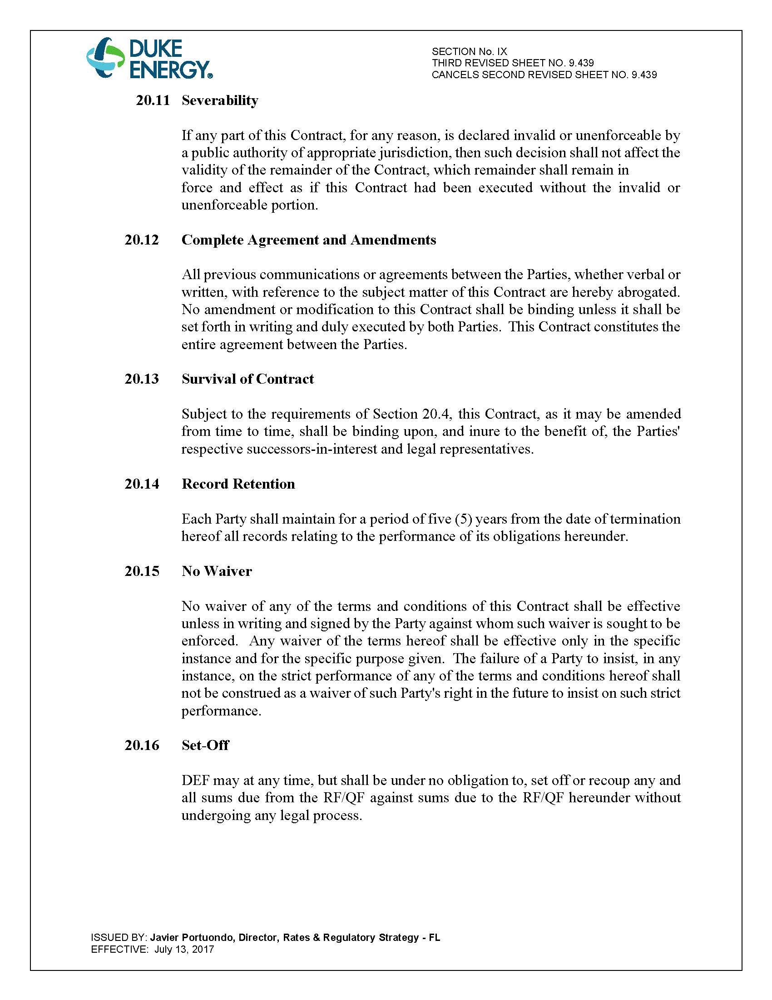 DUKE
ENERGY®
SECTION No. IX
THIRD REVISED SHEET NO. 9.439
CANCELS SECOND REVISED SHEET NO. 9.439
20.11 Severability
If any part of this Contract, for any reason, is declared invalid or unenforceable by
a public authority of appropriate jurisdiction, then such decision shall not affect the
validity of the remainder of the Contract, which remainder shall remain in
force and effect as if this Contract had been executed without the invalid or
unenforceable portion.
20.12 Complete Agreement and Amendments
All previous communications or agreements between the Parties, whether verbal or
written, with reference to the subject matter of this Contract are hereby abrogated.
No amendment or modification to this Contract shall be binding unless it shall be
set forth in writing and duly executed by both Parties. This Contract constitutes the
entire agreement between the Parties.
20.13 Survival of Contract
Subject to the requirements of Section 20.4, this Contract, as it may be amended
from time to time, shall be binding upon, and inure to the benefit of, the Parties'
respective successors-in-interest and legal representatives.
20.14 Record Retention
Each Party shall maintain for a period of five (5) years from the date of termination
hereof all records relating to the performance of its obligations hereunder.
20.15 No Waiver
No waiver of any of the terms and conditions of this Contract shall be effective
unless in writing and signed by the Party against whom such waiver is sought to be
enforced. Any waiver of the terms hereof shall be effective only in the specific
instance and for the specific purpose given. The failure of a Party to insist, in any
instance, on the strict performance of any of the terms and conditions hereof shall
not be construed as a waiver of such Party's right in the future to insist on such strict
performance.
20.16 Set-Off
DEF may at any time, but shall be under no obligation to, set off or recoup any and
all sums due from the RF/QF against sums due to the RF/QF hereunder without
undergoing any legal process.
ISSUED BY: Javier Portuondo, Director, Rates & Regulatory Strategy - FL
EFFECTIVE: July 13, 2017